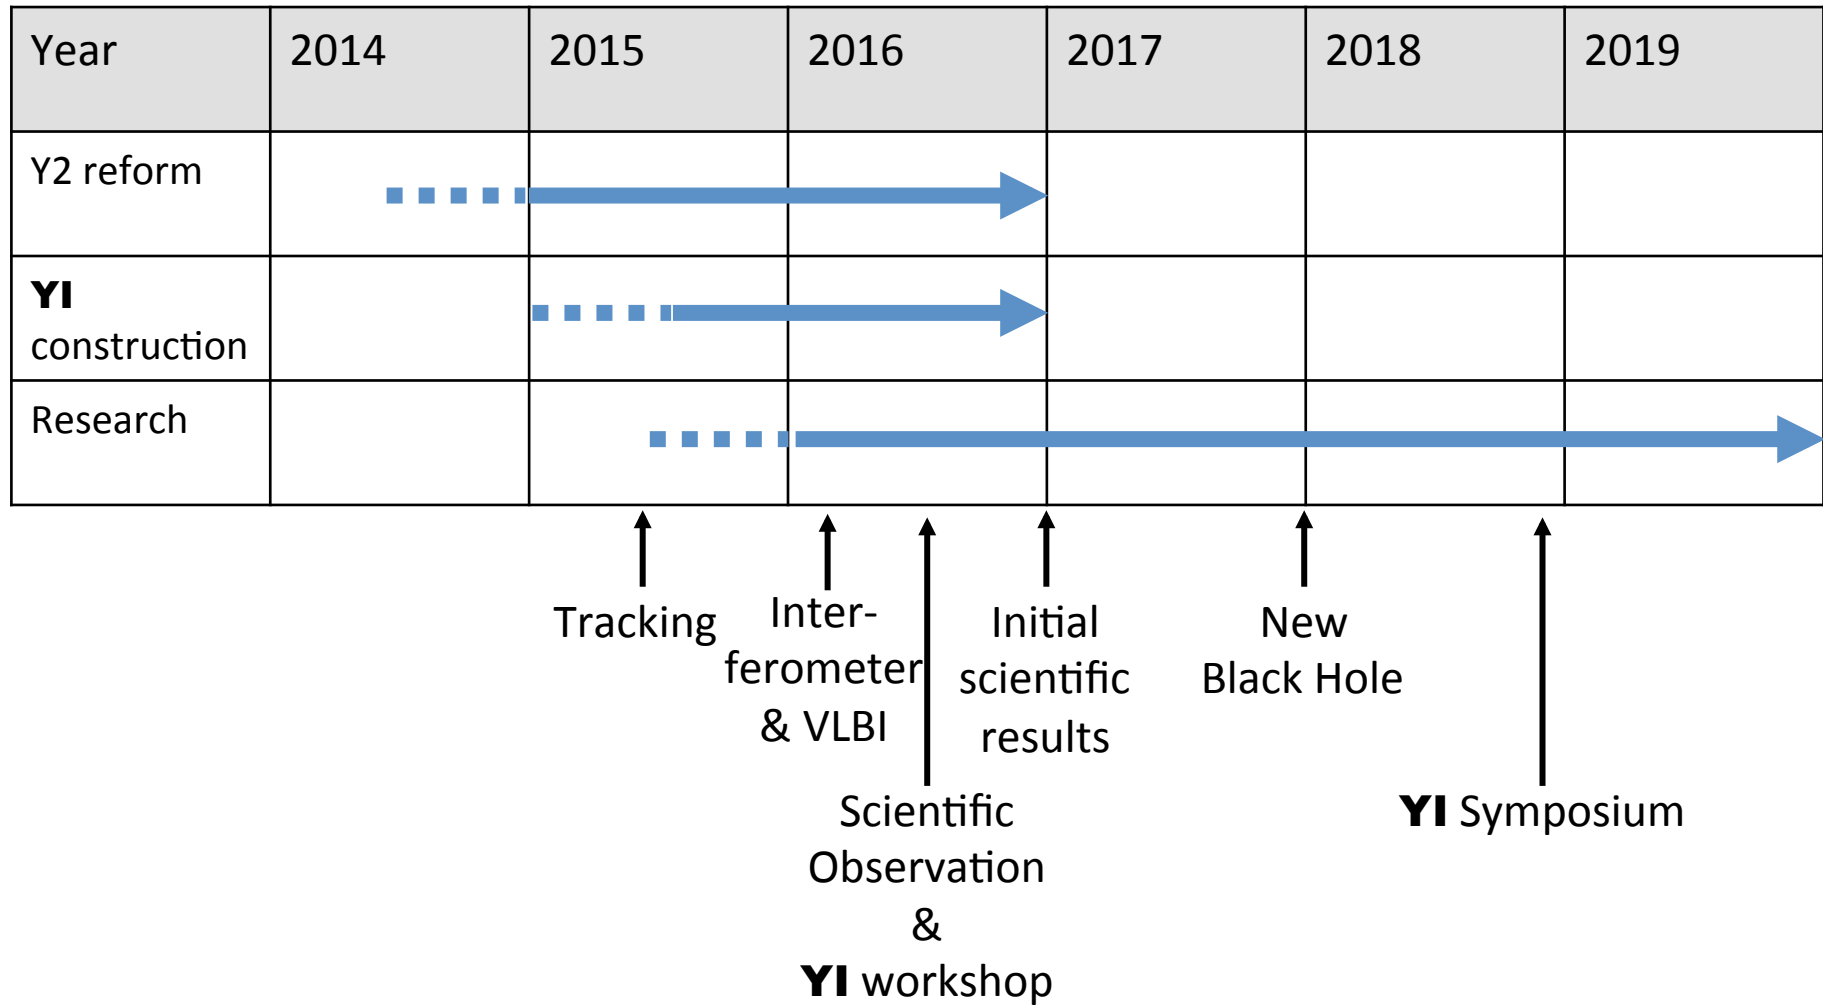 Year 2014 2015 2016 2017 2018 2019
Y2 reform
YI
construction
Research
Tracking
Inter-
ferometer
& VLBI
Initial
scientific
results
New
Black Hole
Scientific
Observation
&
YI workshop
YI Symposium